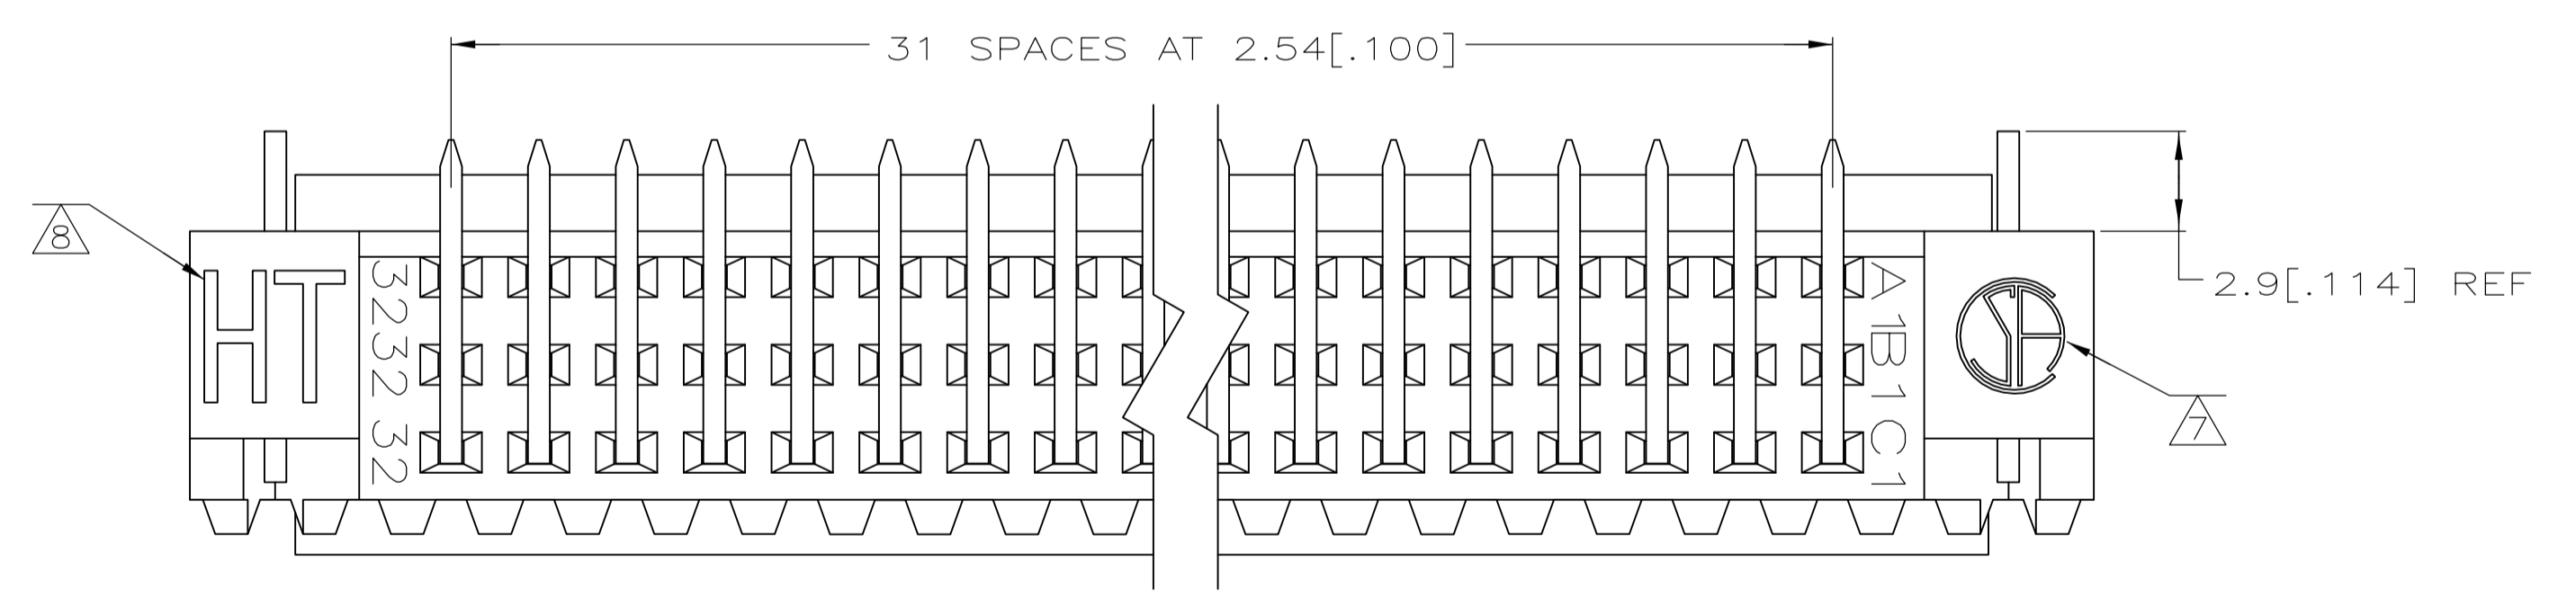 31 SPACES AT 2.54[.100]
8
HT
32
32
32
A1
B1
C1
2.9[.114] REF
7